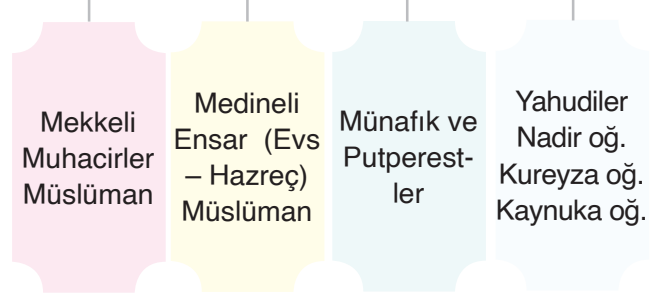 Mekkeli
Muhacirler
Müslüman
Medineli
Ensar (Evs
– Hazreç)
Müslüman
Münafık ve
Putperest-
ler
Yahudiler
Nadir oğ.
Kureyza oğ.
Kaynuka oğ.